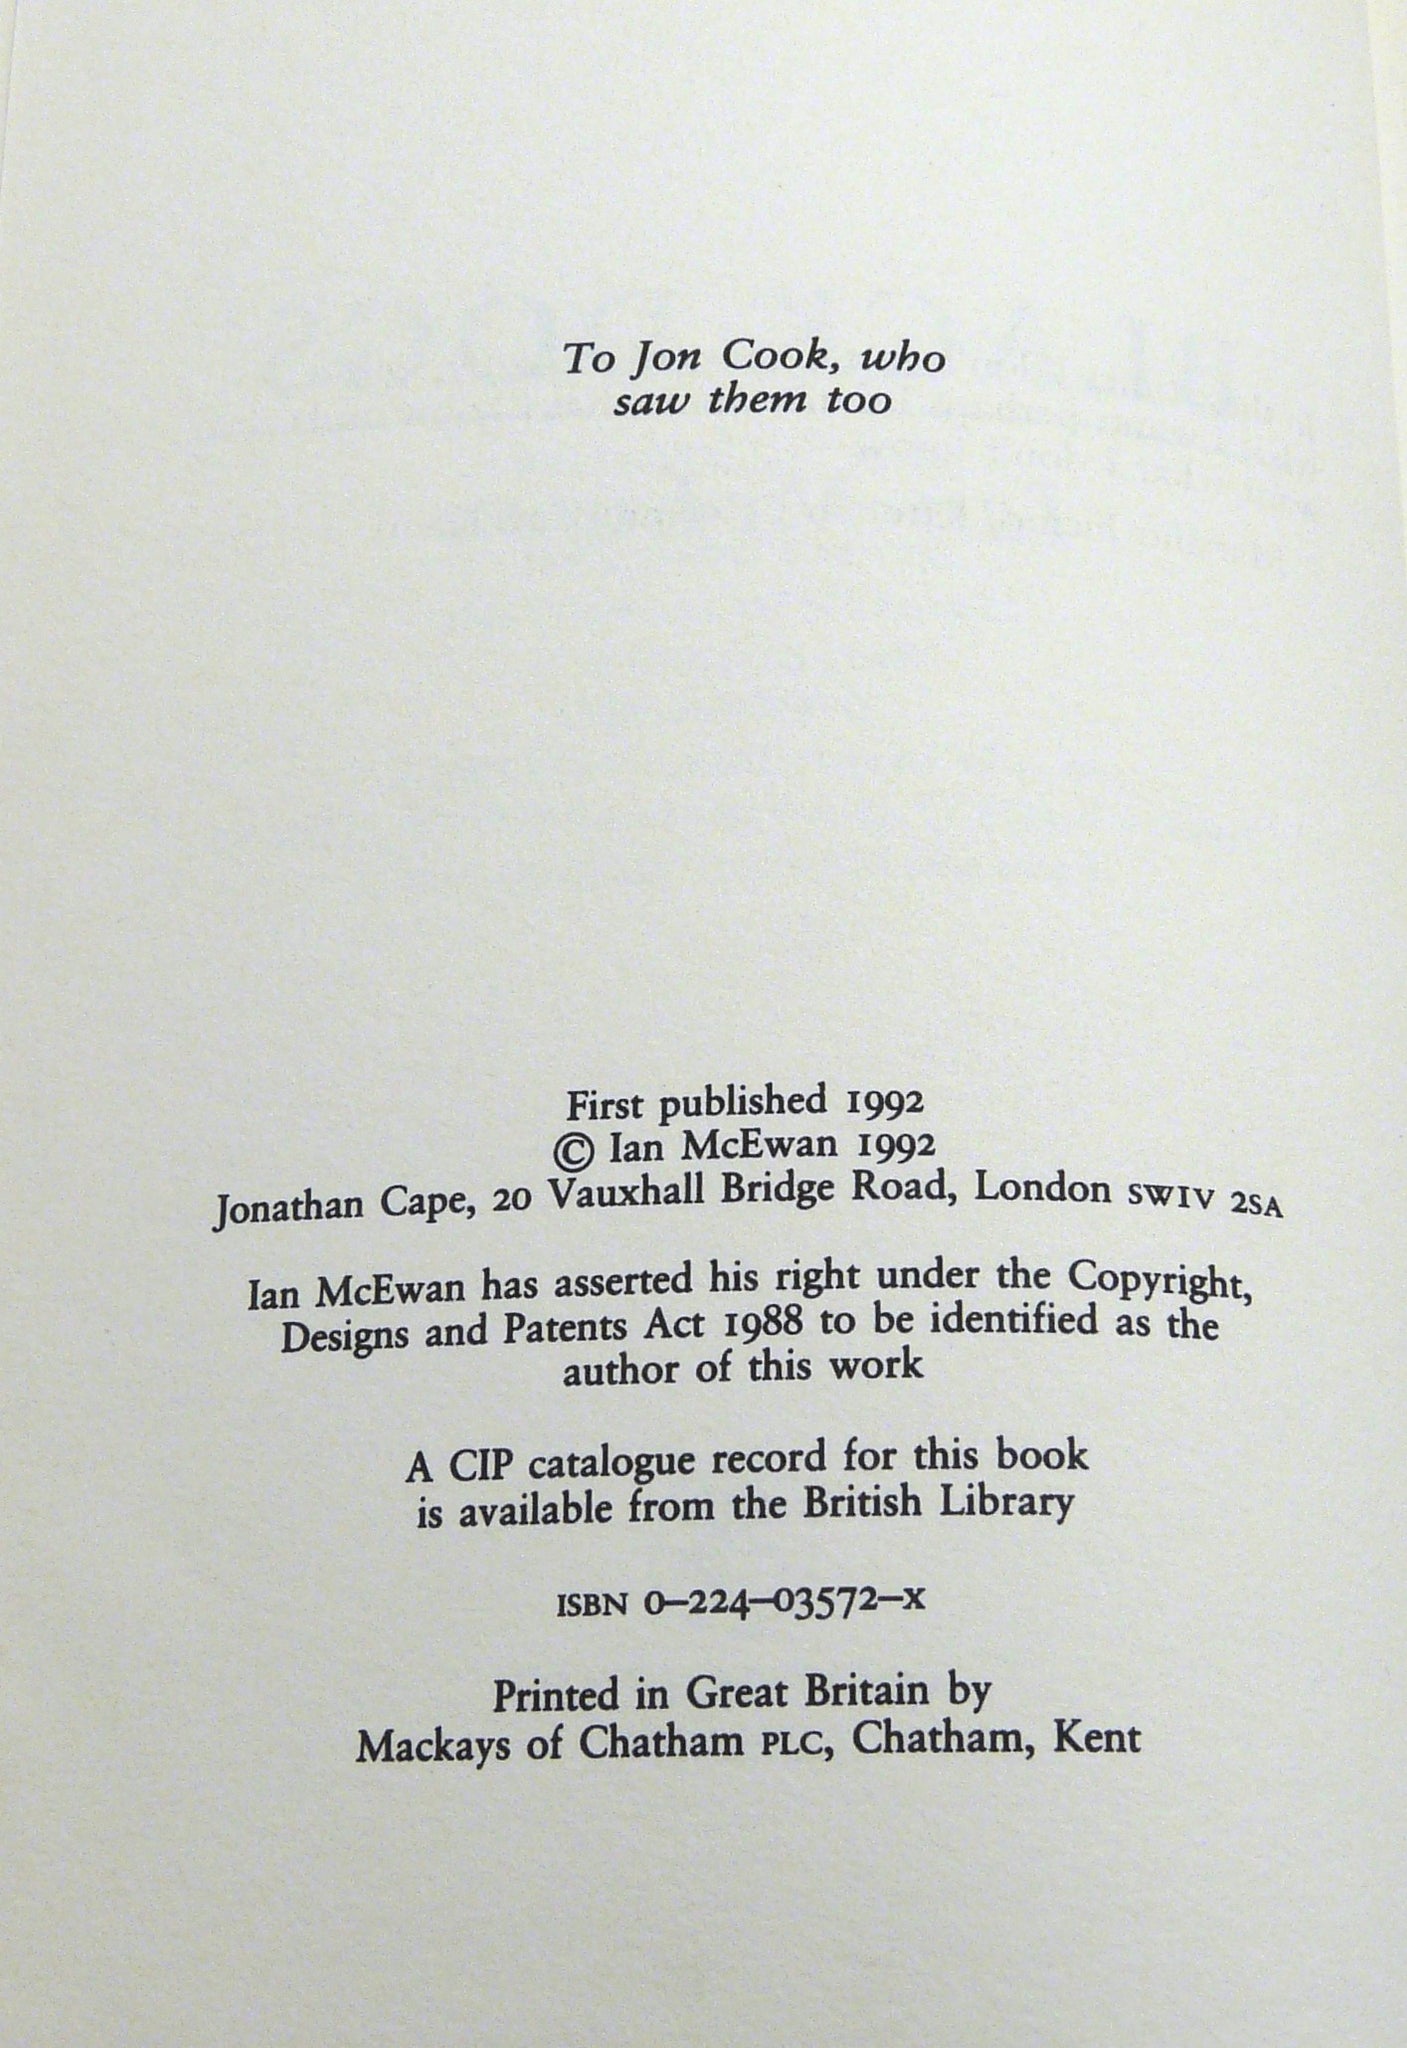 To Jon Cook, who
saw them too
First published 1992
© Ian McEwan 1992
Jonathan Cape, 20 Vauxhall Bridge Road, London SW1V 2SA
Ian McEwan has asserted his right under the Copyright,
Designs and Patents Act 1988 to be identified as the
author of this work
A CIP catalogue record for this book
is available from the British Library
ISBN 0–224–03572–X
Printed in Great Britain by
Mackays of Chatham PLC, Chatham, Kent